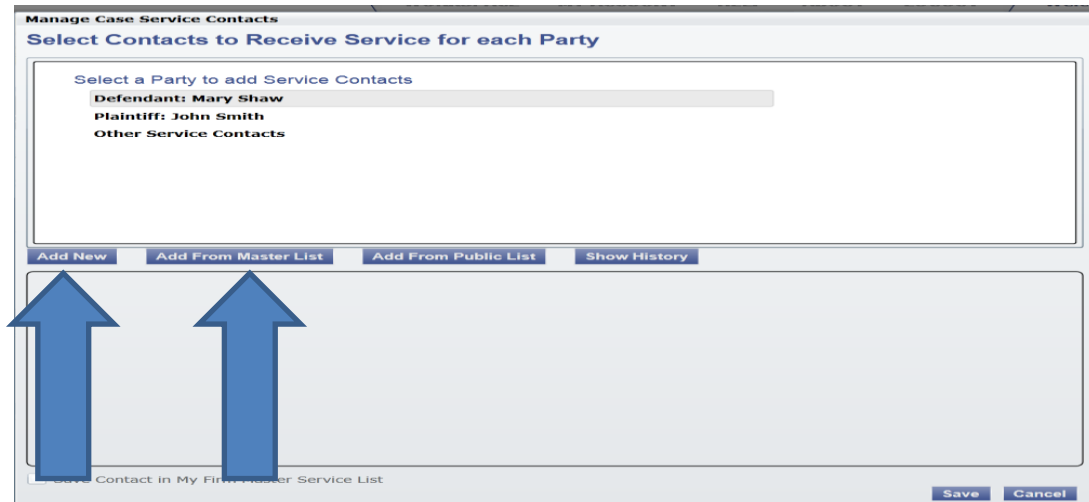 Manage Case Service Contacts
Select Contacts to Receive Service for each Party
Select a Party to add Service Contacts
Defendant: Mary Shaw
Plaintiff: John Smith
Other Service Contacts
Add New Add From Master List Add From Public List Show History
Save Contact in My Firm Master Service List
Save Cancel